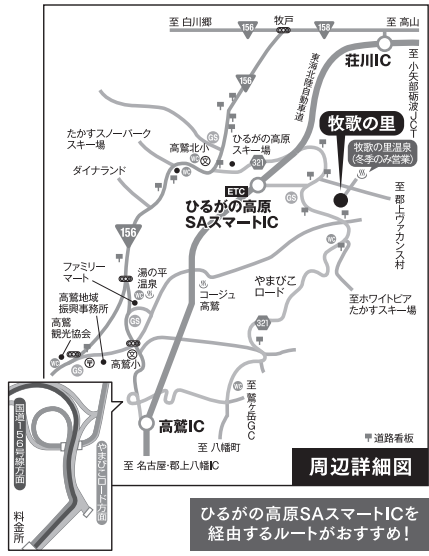 至 白川郷
156
牧戸
158
至 高山
荘川IC
至 小矢部砺波JCT
東海北陸自動車道
156
牧歌の里
牧歌の里温泉
(冬季のみ営業)
たかすスノーパーク
スキー場
高鷲北小
GS
WC
ひるがの高原
スキー場
321
ダイナランド
WC
ETC
ひるがの高原
SAスマートIC
GS
WC
至 郡上ヴァカンス村
156
ファミリー
マート
湯の平
温泉
WC
GS
コージュ
高鷲
やまびこ
ロード
至ホワイトピア
たかすスキー場
321
高鷲地域
振興事務所
高鷲
観光協会
WC
GS
高鷲小
WC
至 鷲ヶ岳GC
高鷲IC
至 八幡町
至 名古屋・郡上八幡IC
道路看板
国道156号線方面
やまびこロード方面
料金所
周辺詳細図
ひるがの高原SAスマートICを
経由するルートがおすすめ!